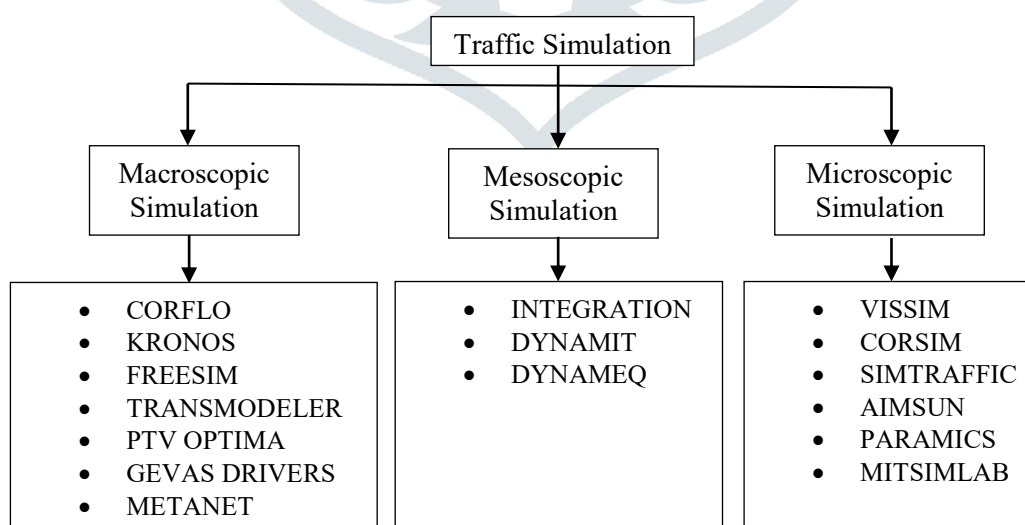 Traffic Simulation
Macroscopic
Simulation
Mesoscopic
Simulation
Microscopic
Simulation
• CORFLO
• KRONOS
• FREESIM
• TRANSMODELER
• PTV OPTIMA
• GEVAS DRIVERS
• METANET
• INTEGRATION
• DYNAMIT
• DYNAMEQ
• VISSIM
• CORSIM
• SIMTRAFFIC
• AIMSUN
• PARAMICS
• MITSIMLAB